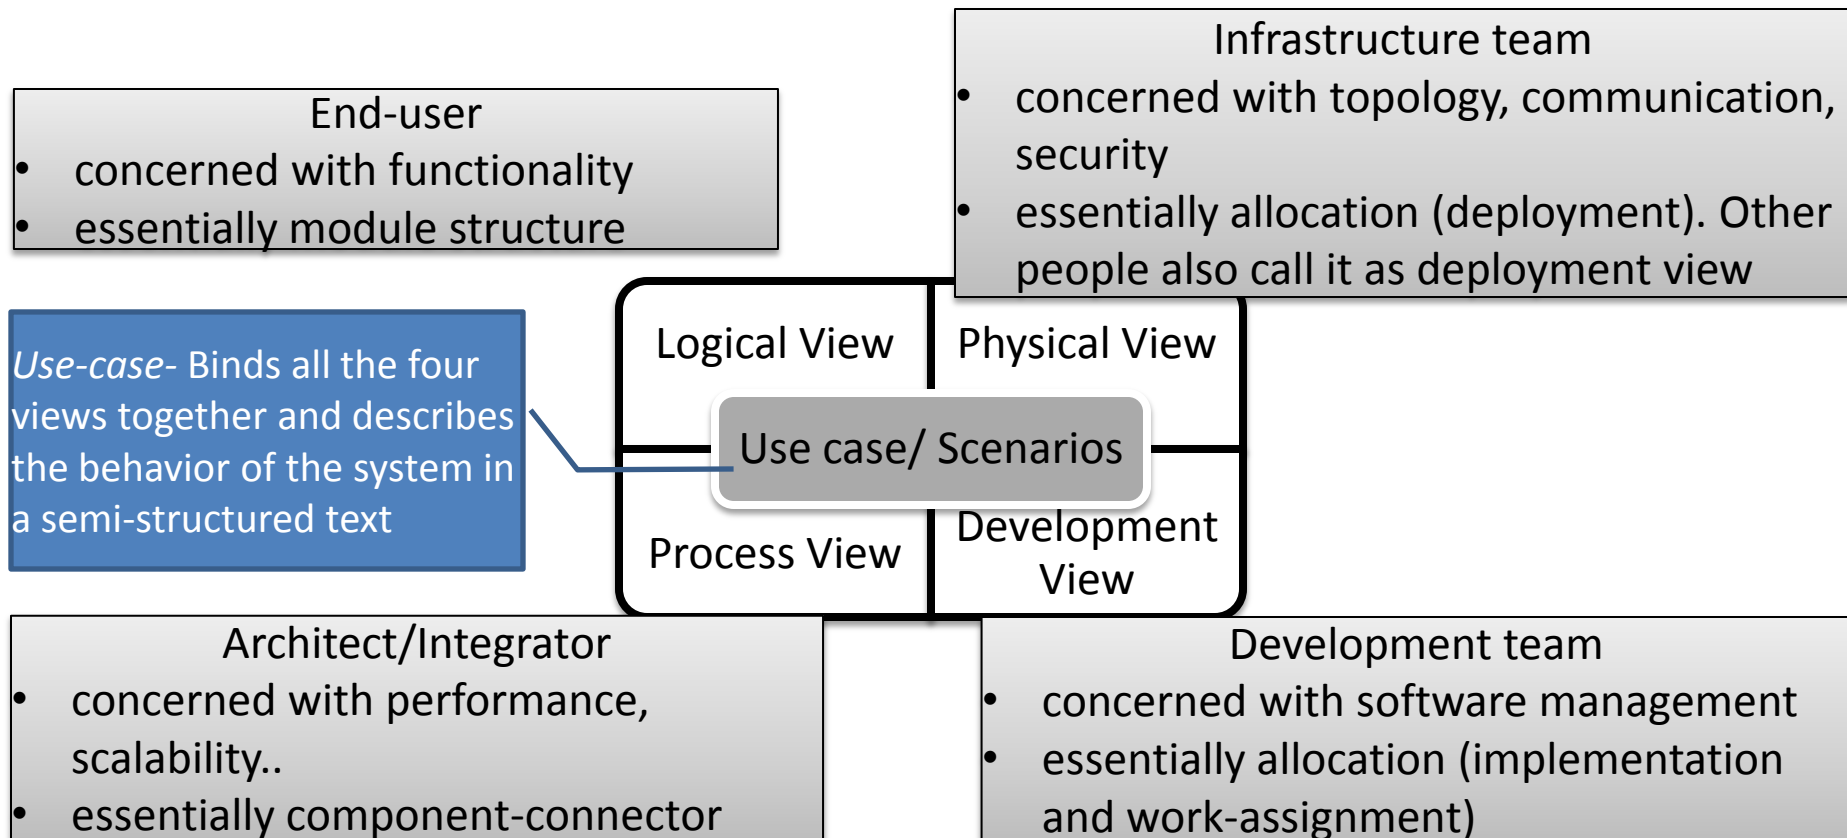 End-user
• concerned with functionality
• essentially module structure
Infrastructure team
• concerned with topology, communication,
security
• essentially allocation (deployment). Other
people also call it as deployment view
Use-case- Binds all the four
views together and describes
the behavior of the system in
a semi-structured text
Logical View
Physical View
Use case/ Scenarios
Process View
Development
View
Architect/Integrator
• concerned with performance,
scalability..
• essentially component-connector
Development team
• concerned with software management
• essentially allocation (implementation
and work-assignment)